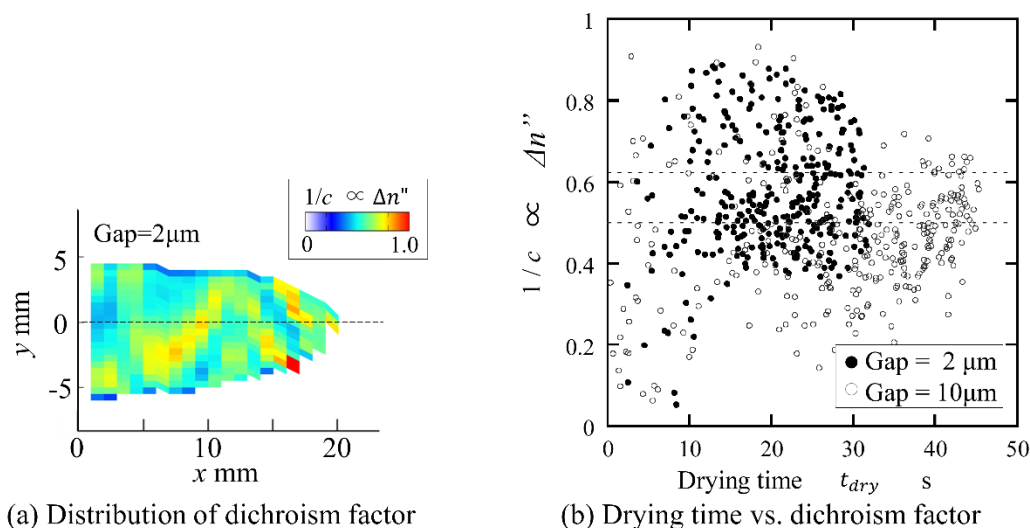 1/c ∝ Δn"
0 1.0
Gap=2μm
5
0
-5
y mm
0 10 20
x mm
(a) Distribution of dichroism factor
1
0.8
0.6
0.4
0.2
0
1 / c ∝ Δn”
Gap = 2 μm
Gap = 10μm
0 10 20 30 40 50
Drying time t_dry s
(b) Drying time vs. dichroism factor